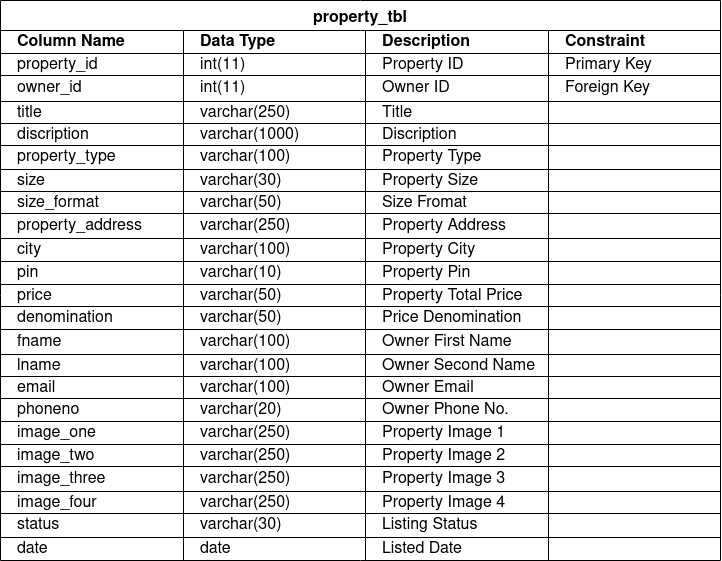 property_tbl
Column Name Data Type Description Constraint
property_id int(11) Property ID Primary Key
owner_id int(11) Owner ID Foreign Key
title varchar(250) Title
discription varchar(1000) Discription
property_type varchar(100) Property Type
size varchar(30) Property Size
size_format varchar(50) Size Fromat
property_address varchar(250) Property Address
city varchar(100) Property City
pin varchar(10) Property Pin
price varchar(50) Property Total Price
denomination varchar(50) Price Denomination
fname varchar(100) Owner First Name
lname varchar(100) Owner Second Name
email varchar(100) Owner Email
phoneno varchar(20) Owner Phone No.
image_one varchar(250) Property Image 1
image_two varchar(250) Property Image 2
image_three varchar(250) Property Image 3
image_four varchar(250) Property Image 4
status varchar(30) Listing Status
date date Listed Date